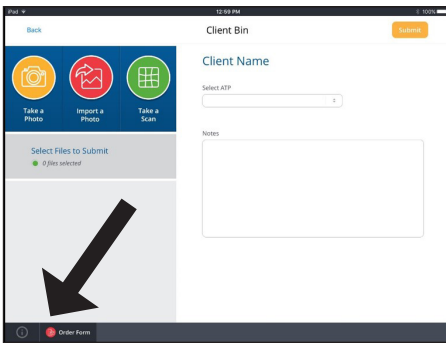 iPad
12:59 PM
100%
Back
Client Bin
Submit
Client Name
Take a
Photo
Import a
Photo
Take a
Scan
Select ATP
Select Files to Submit
0 files selected
Notes
Order Form